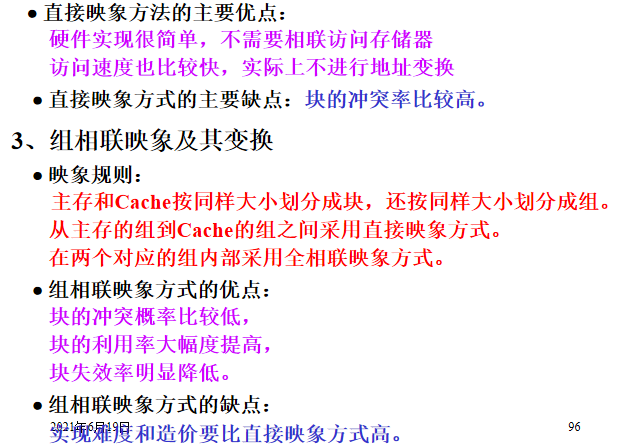 ● 直接映象方法的主要优点：
硬件实现很简单，不需要相联访问存储器
访问速度也比较快，实际上不进行地址变换
● 直接映象方式的主要缺点：块的冲突率比较高。
3、组相联映象及其变换
● 映象规则：
主存和Cache按同样大小划分成块，还按同样大小划分成组。
从主存的组到Cache的组之间采用直接映象方式。
在两个对应的组内部采用全相联映象方式。
● 组相联映象方式的优点：
块的冲突概率比较低，
块的利用率大幅度提高，
块失效率明显降低。
● 组相联映象方式的缺点：
2021年6月19日
96
实现难度和造价要比直接映象方式高。